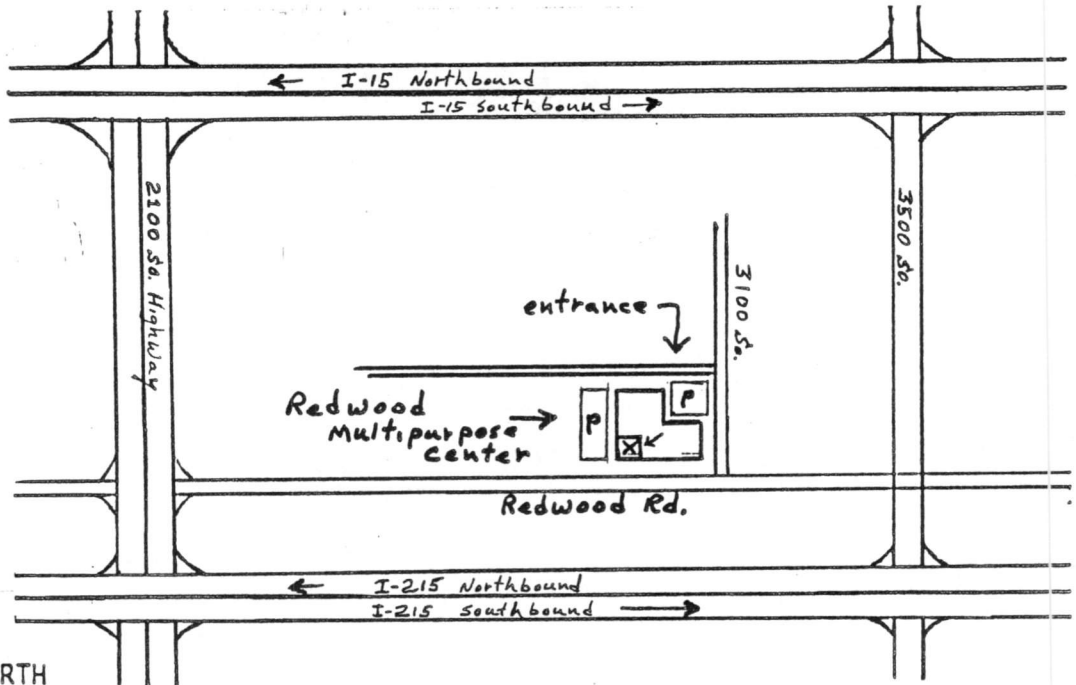 I-15 Northbound
I-15 southbound
2100 So. Highway
3500 So.
3100 So.
entrance
Redwood
Multipurpose
Center
P
P
X
Redwood Rd.
I-215 Northbound
I-215 southbound
RTH